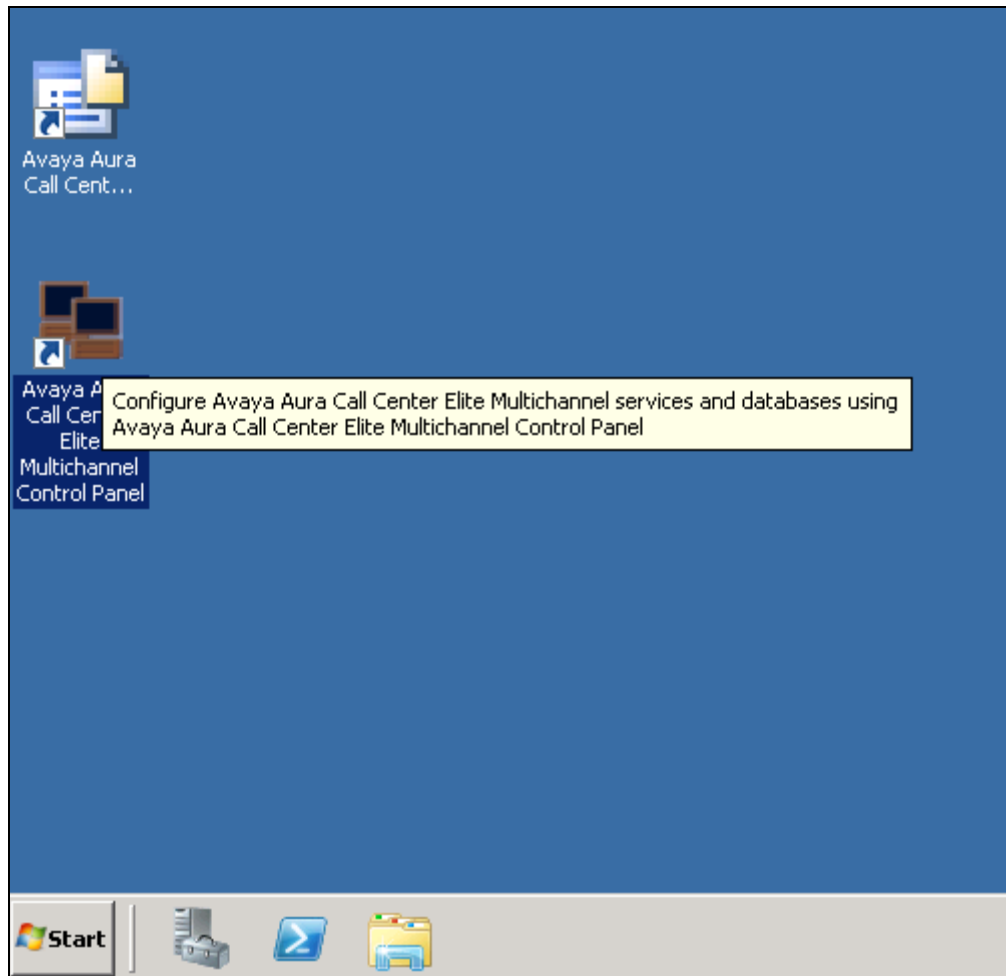 Avaya Aura
Call Cent...
Avaya A
Call Cer
Elite
Multichannel
Control Panel
Configure Avaya Aura Call Center Elite Multichannel services and databases using
Avaya Aura Call Center Elite Multichannel Control Panel
Start